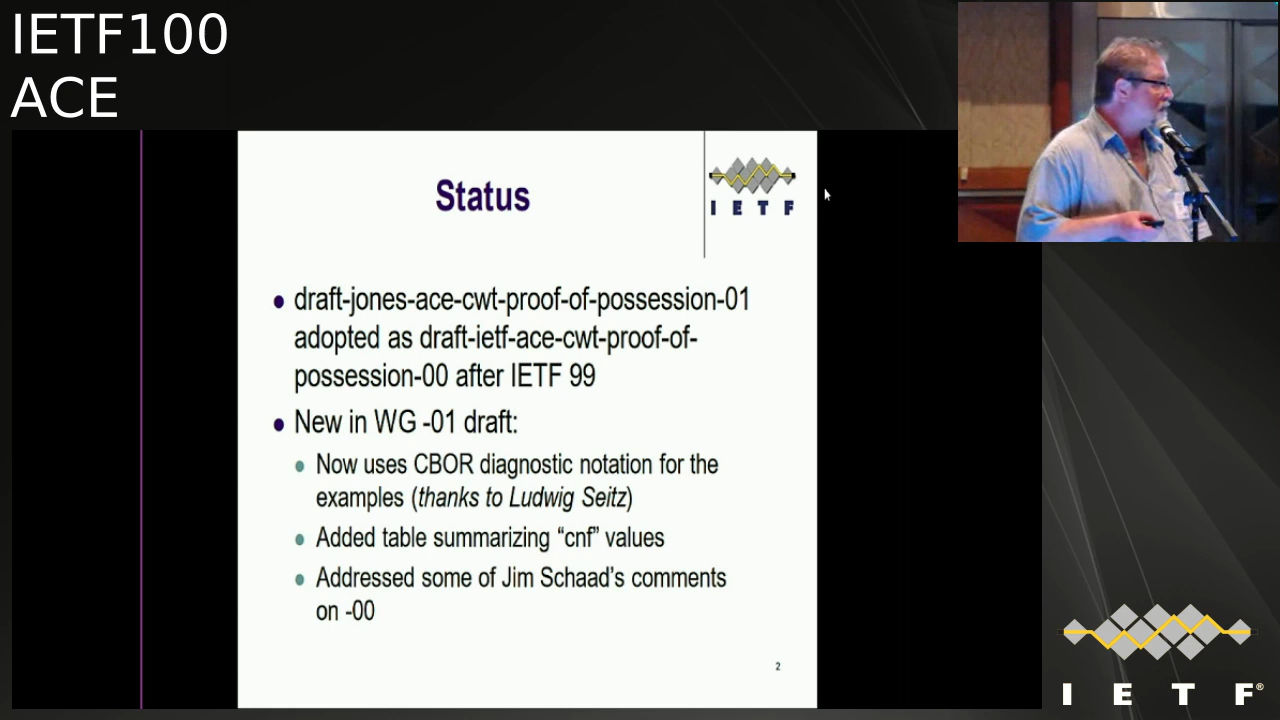 IETF100
ACE
Status
I E T F
draft-jones-ace-cwt-proof-of-possession-01
adopted as draft-ietf-ace-cwt-proof-of-
possession-00 after IETF 99
New in WG -01 draft:
Now uses CBOR diagnostic notation for the
examples (thanks to Ludwig Seitz)
Added table summarizing “cnf” values
Addressed some of Jim Schaad’s comments
on -00
2
I E T F®